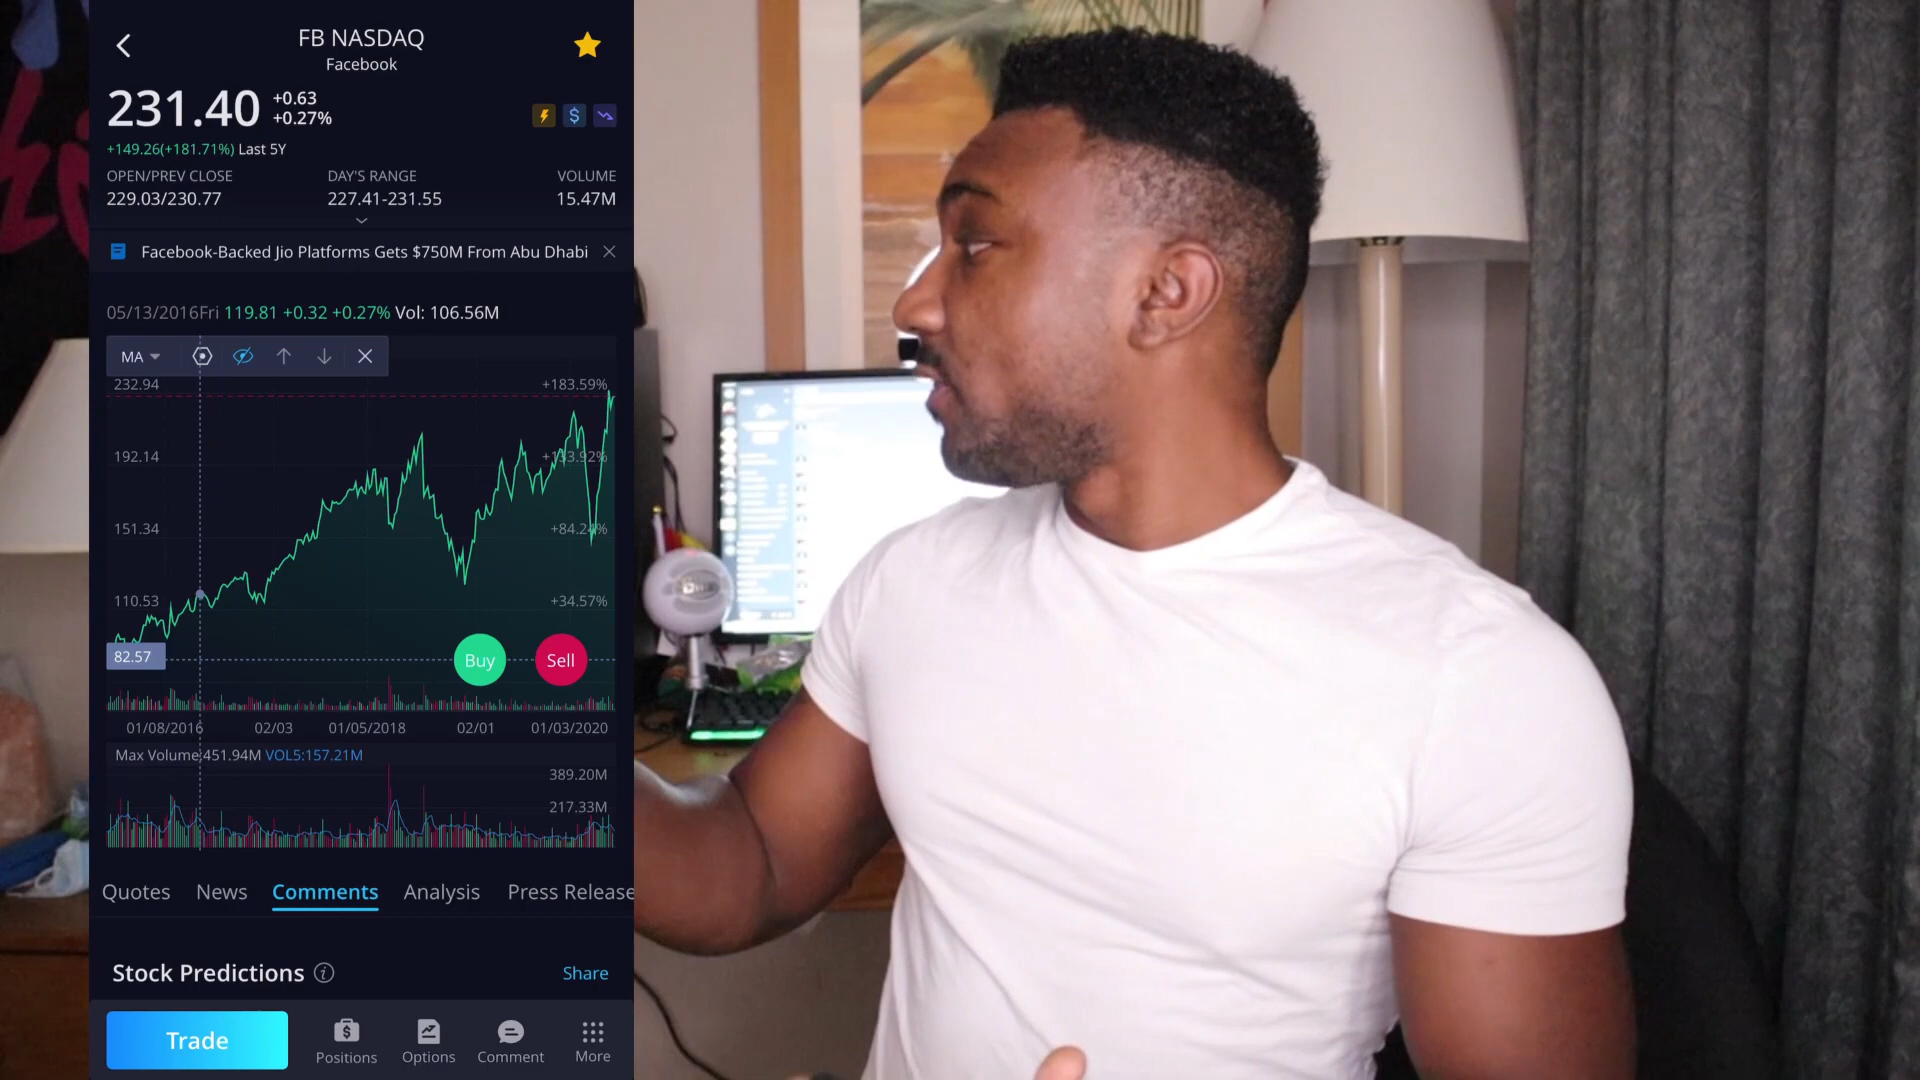 FB NASDAQ
Facebook
231.40
+0.63
+0.27%
+149.26(+181.71%) Last 5Y
OPEN/PREV CLOSE DAY'S RANGE VOLUME
229.03/230.77 227.41-231.55 15.47M
Facebook-Backed Jio Platforms Gets $750M From Abu Dhabi
05/13/2016Fri 119.81 +0.32 +0.27% Vol: 106.56M
MA
232.94 +183.59%
192.14 +133.92%
151.34 +84.24%
110.53 +34.57%
82.57 Buy Sell
01/08/2016 02/03 01/05/2018 02/01 01/03/2020
Max Volume:451.94M VOL5:157.21M
389.20M
217.33M
Quotes News Comments Analysis Press Release
Stock Predictions Share
Trade Positions Options Comment More